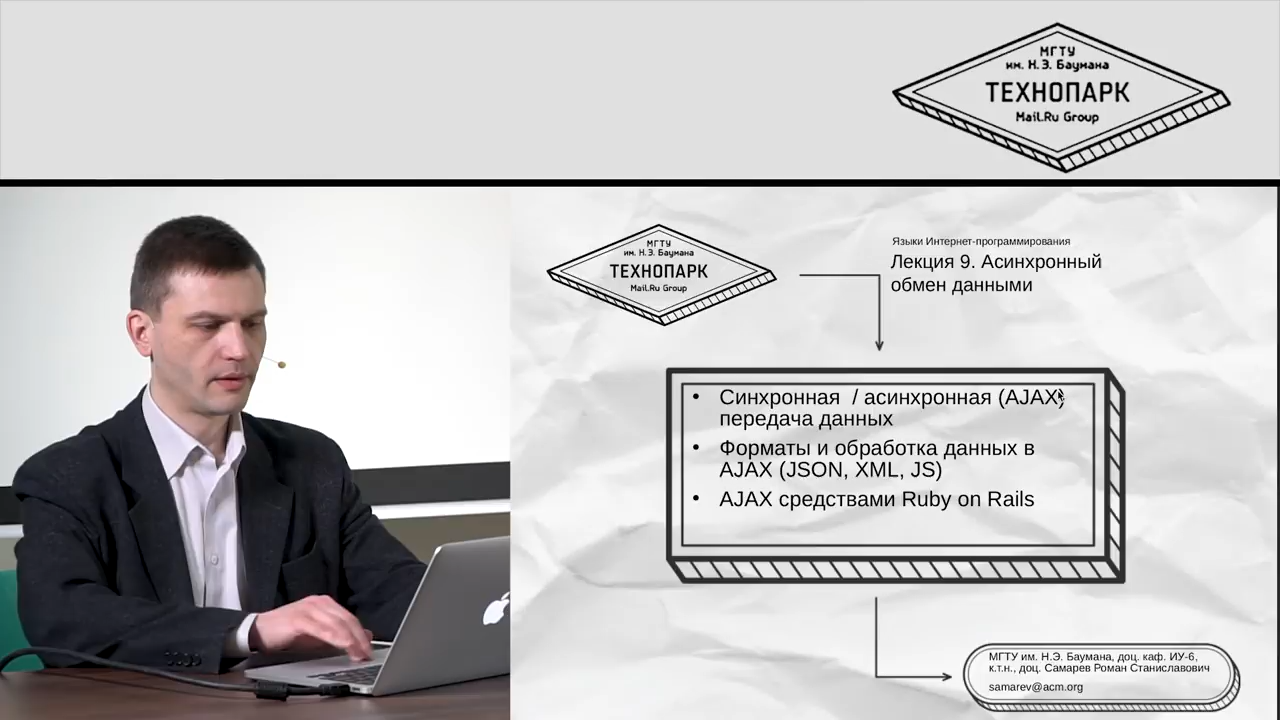 МГТУ
им. Н.Э. Баумана
ТЕХНОПАРК
Mail.Ru Group
МГТУ
им. Н.Э. Баумана
ТЕХНОПАРК
Mail.Ru Group
Языки Интернет-программирования
Лекция 9. Асинхронный
обмен данными
• Синхронная / асинхронная (AJAX)
передача данных
• Форматы и обработка данных в
AJAX (JSON, XML, JS)
• AJAX средствами Ruby on Rails
МГТУ им. Н.Э. Баумана, доц. каф. ИУ-6,
к.т.н., доц. Самарев Роман Станиславович
samarev@acm.org